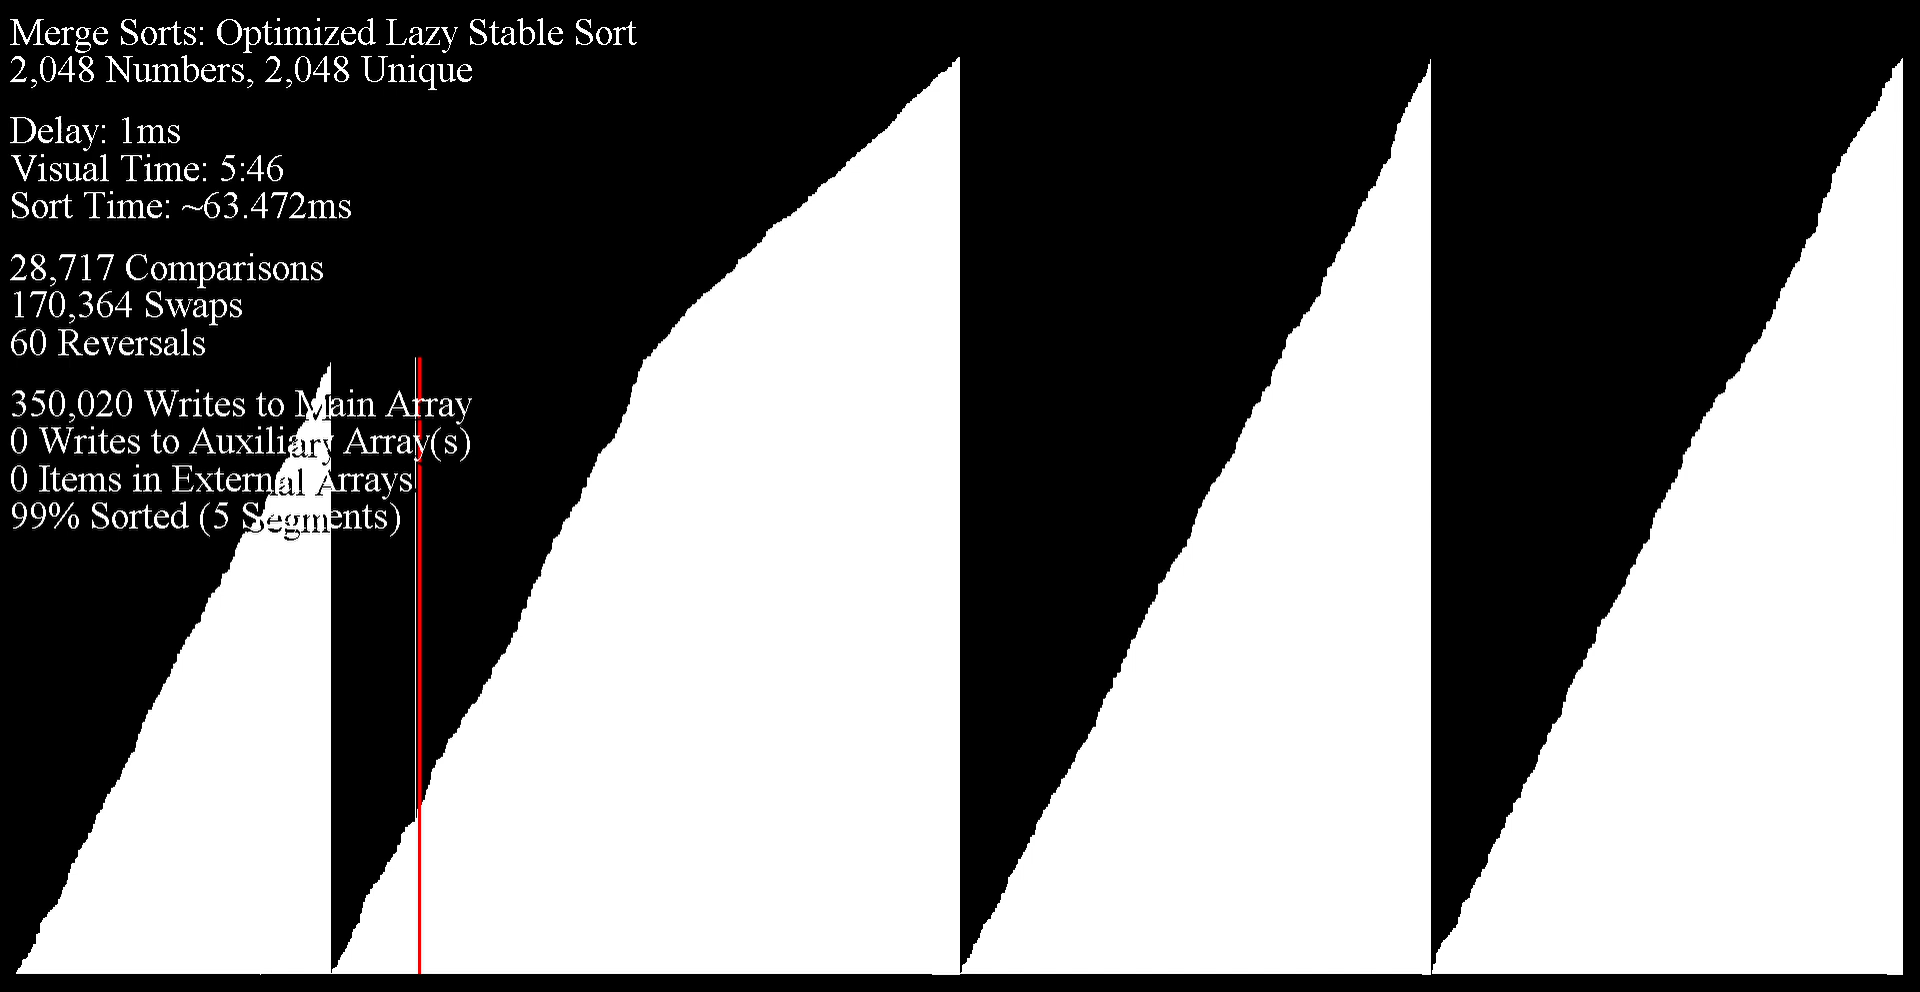 Merge Sorts: Optimized Lazy Stable Sort
2,048 Numbers, 2,048 Unique
Delay: 1ms
Visual Time: 5:46
Sort Time: ~63.472ms
28,717 Comparisons
170,364 Swaps
60 Reversals
350,020 Writes to Main Array
0 Writes to Auxiliary Array(s)
0 Items in External Arrays
99% Sorted (5 Segments)